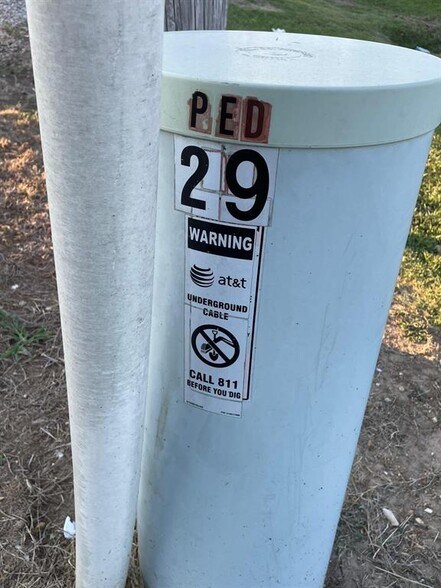 PED
29
WARNING
at&t
UNDERGROUND
CABLE
CALL 811
BEFORE YOU DIG